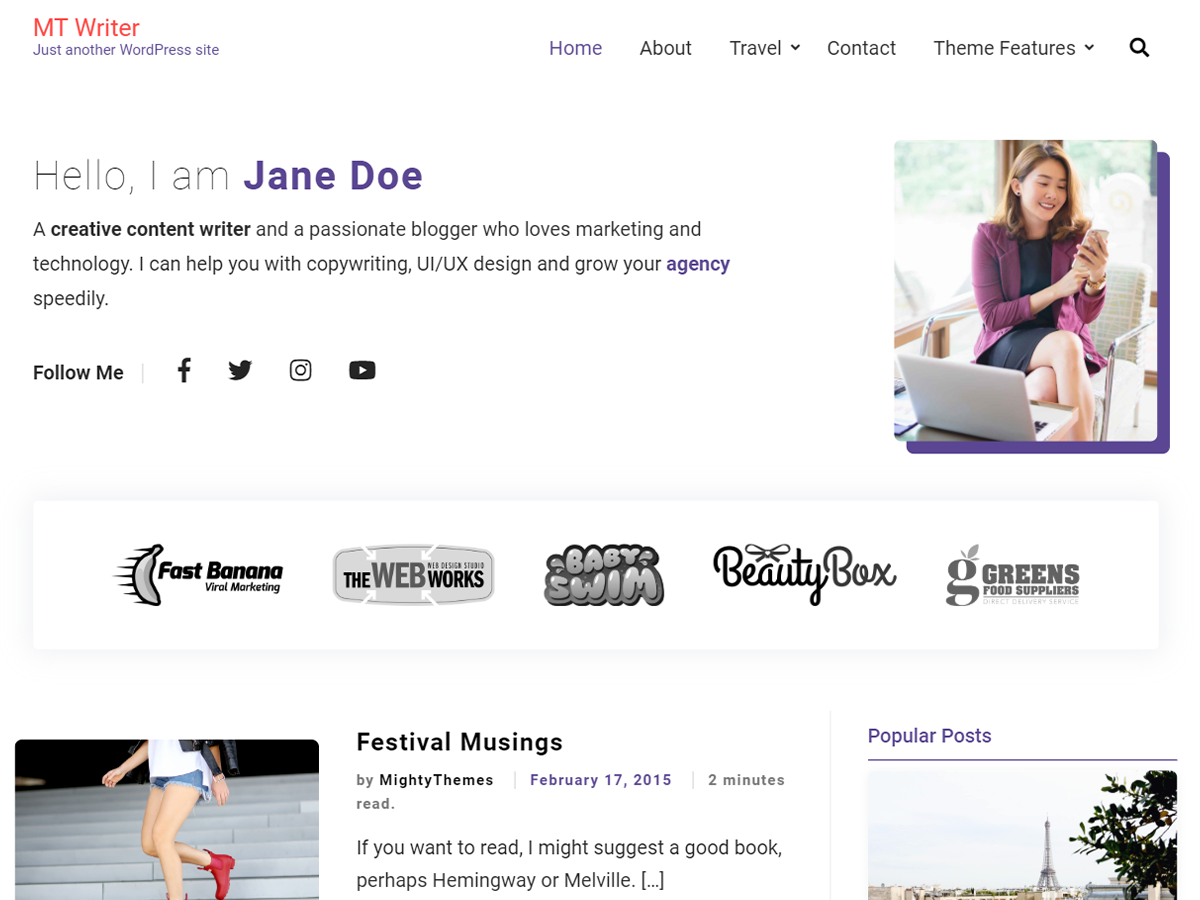 MT Writer
Just another WordPress site
Home About Travel Contact Theme Features
Hello, I am Jane Doe
A creative content writer and a passionate blogger who loves marketing and
technology. I can help you with copywriting, UI/UX design and grow your agency
speedily.
Follow Me
Fast Banana
Viral Marketing
WEB DESIGN STUDIO
THE WEB WORKS
BABY
SWIM
Beauty Box
g GREENS
FOOD SUPPLIERS
DIRECT DELIVERY SERVICE
Festival Musings
by MightyThemes February 17, 2015 2 minutes
read.
If you want to read, I might suggest a good book,
perhaps Hemingway or Melville. […]
Popular Posts